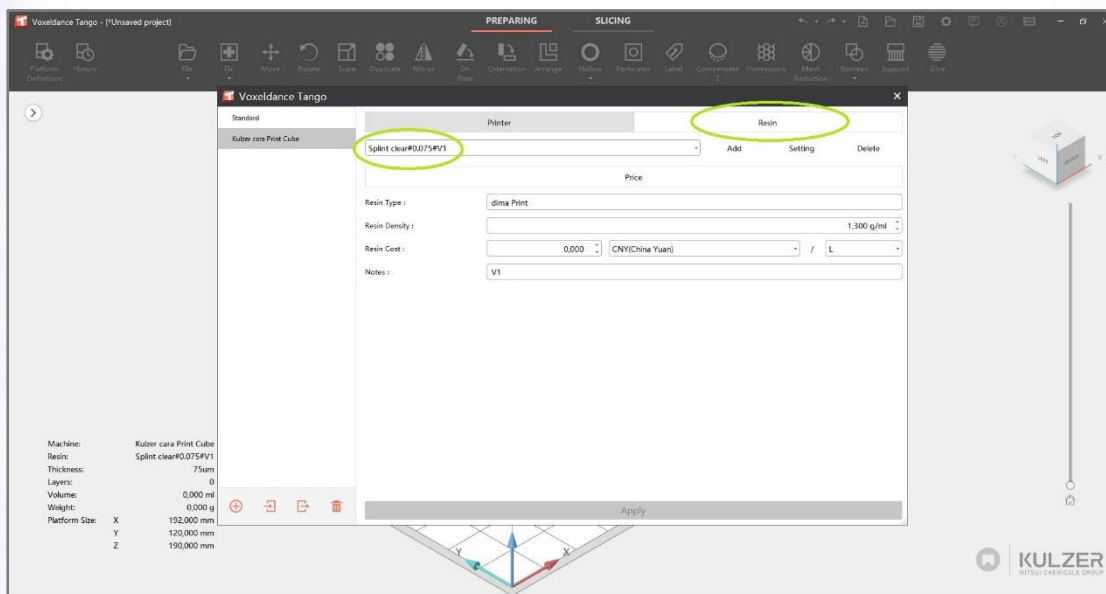 Voxeldance Tango - [*Unsaved project]
PREPARING
SLICING
Platform Definitions
History
File
Fix
Move
Rotate
Scale
Duplicate
Mirror
On Plate
Orientation
Arrange
Hollow
Perforator
Label
Compensate Z
Honeycomb
Mesh Reduction
Boolean
Support
Slice
Voxeldance Tango
Standard
Kulzer cara Print Cube
Printer
Resin
Splint clear#0.075#V1
Add
Setting
Delete
Price
Resin Type :
dima Print
Resin Density :
1,300 g/ml
Resin Cost :
0,000
CNY(China Yuan)
/
L
Notes :
V1
Apply
TOP
LEFT
FRONT
X
Machine: Kulzer cara Print Cube
Resin: Splint clear#0.075#V1
Thickness: 75um
Layers: 0
Volume: 0,000 ml
Weight: 0,000 g
Platform Size: X 192,000 mm
Y 120,000 mm
Z 190,000 mm
Y
X
KULZER
MITSUI CHEMICALS GROUP